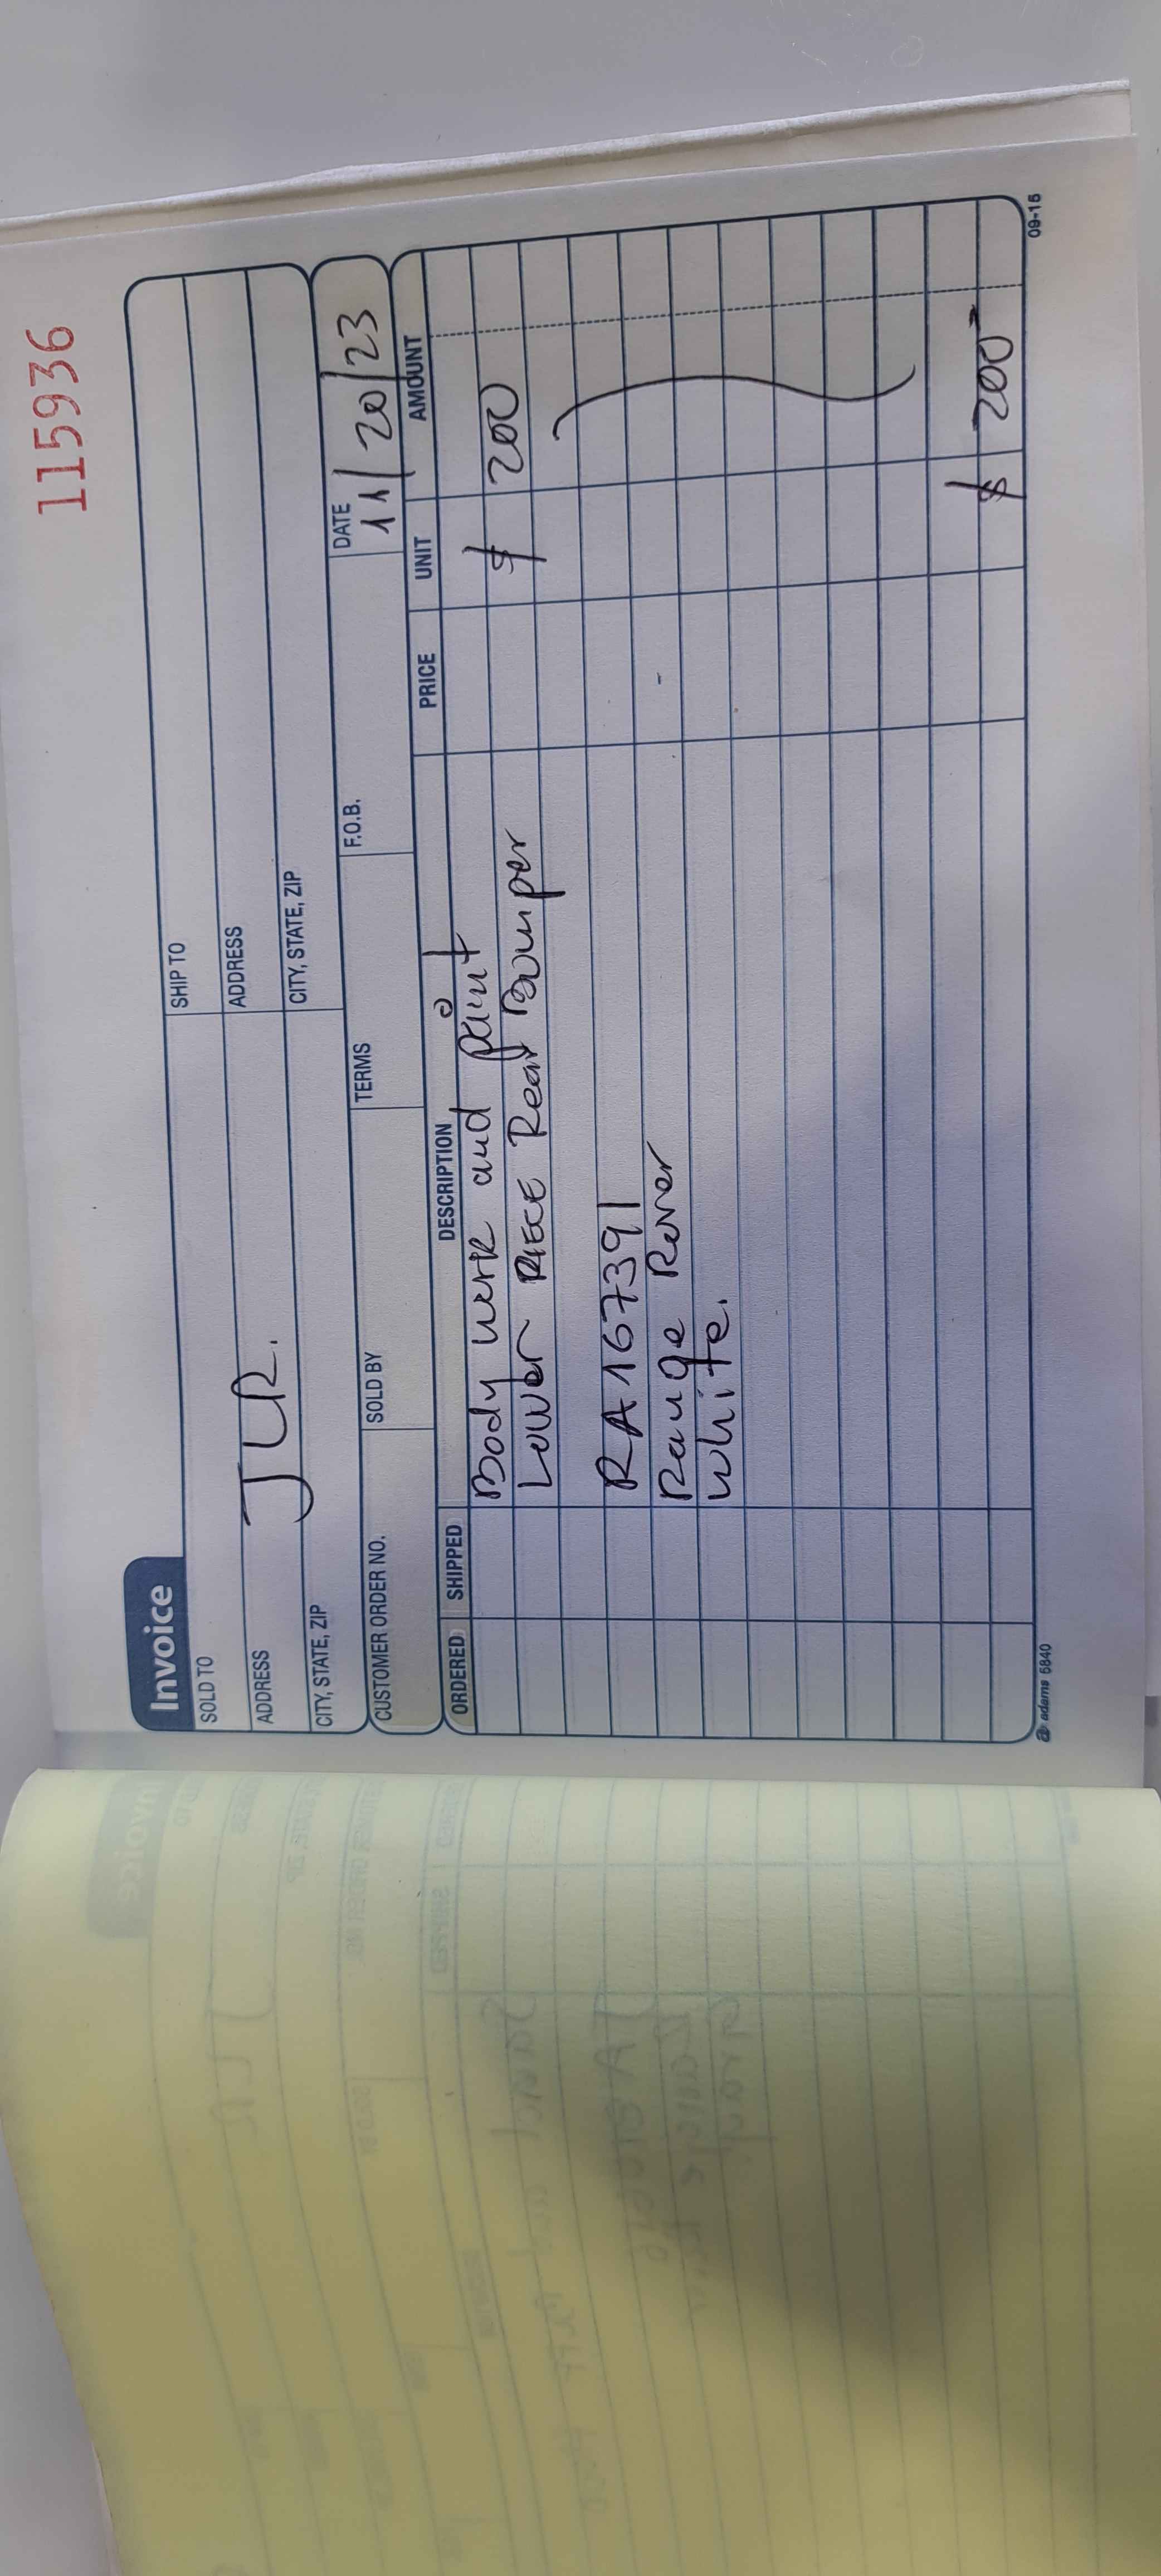 115936
Invoice
SOLD TO
SHIP TO
ADDRESS
JLR.
ADDRESS
CITY, STATE, ZIP
CITY, STATE, ZIP
CUSTOMER ORDER NO. SOLD BY TERMS F.O.B. DATE
11/20/23
ORDERED SHIPPED DESCRIPTION PRICE UNIT AMOUNT
Body work and paint $ 200
Lower PIECE Rear Bumper
RA167391
Range Rover
white.
$ 200
adams 5840 09-16